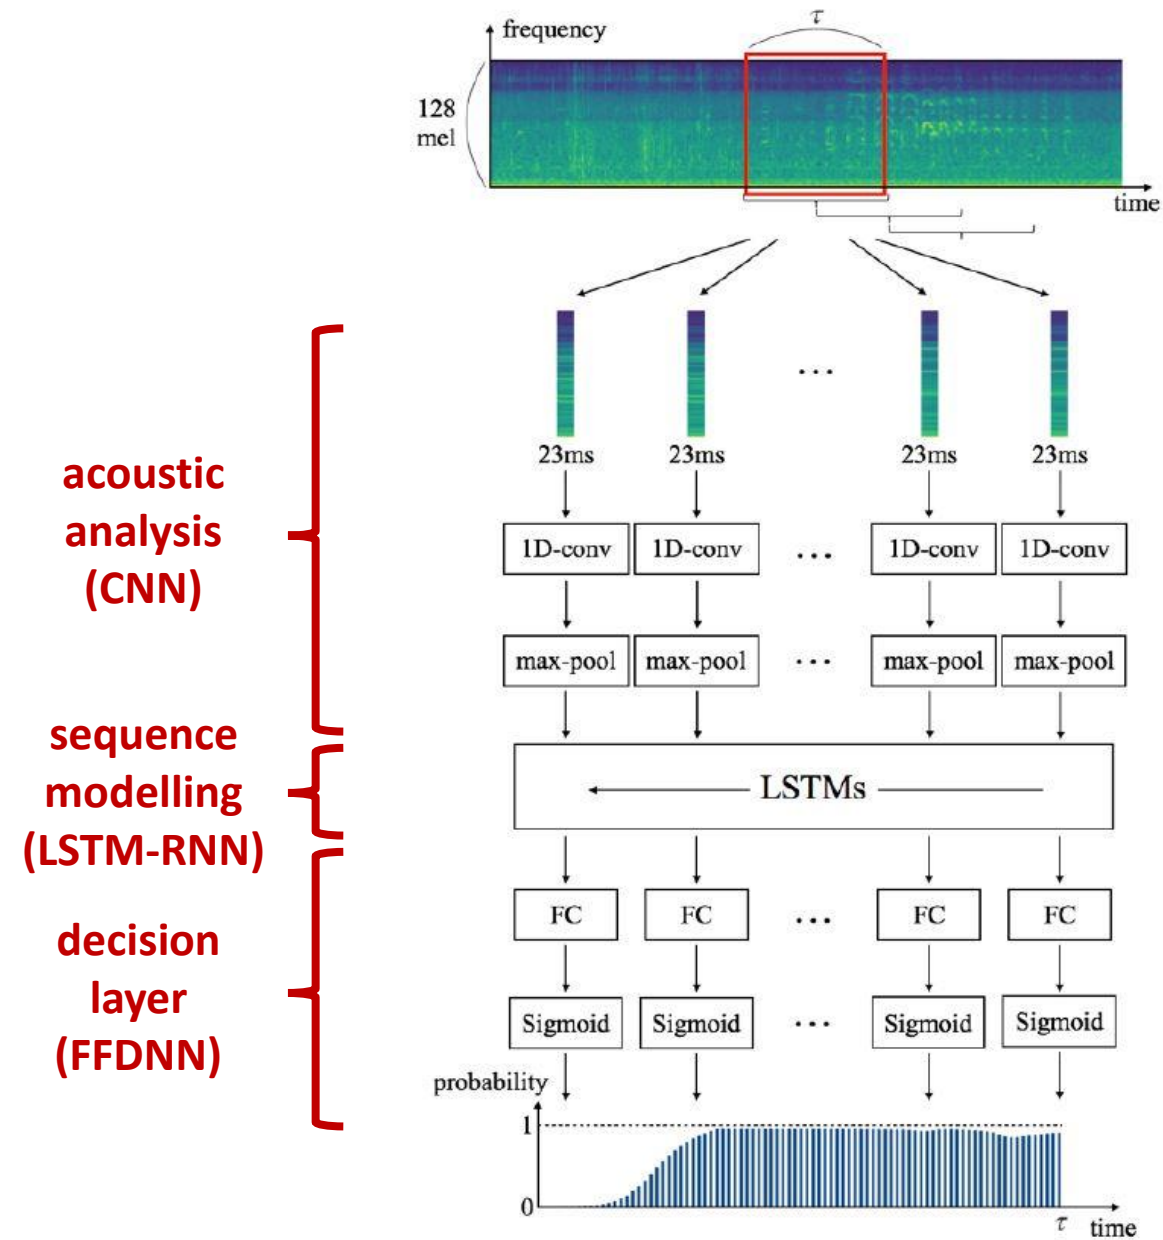 τ
frequency
128
mel
time
...
23ms 23ms 23ms 23ms
acoustic
analysis
(CNN)
1D-conv 1D-conv ... 1D-conv 1D-conv
max-pool max-pool ... max-pool max-pool
sequence
modelling
(LSTM-RNN)
LSTMs
FC FC ... FC FC
decision
layer
(FFDNN)
Sigmoid Sigmoid ... Sigmoid Sigmoid
probability
1
0
τ time